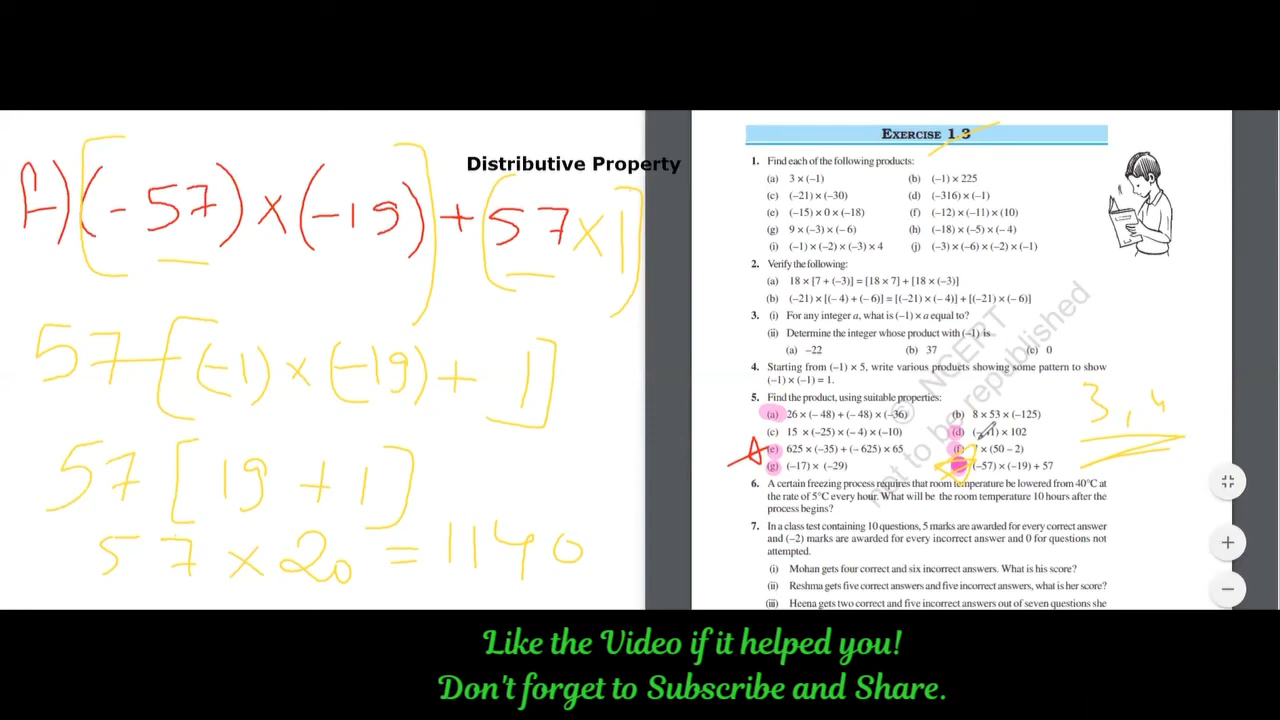 Distributive Property
f) (-57) × (-19) + (57 × 1)
57 [(-1) × (-19) + 1]
57 [19 + 1]
57 × 20 = 1140
EXERCISE 1.3
1. Find each of the following products:
(a) 3 × (–1) (b) (–1) × 225
(c) (–21) × (–30) (d) (–316) × (–1)
(e) (–15) × 0 × (–18) (f) (–12) × (–11) × (10)
(g) 9 × (–3) × (– 6) (h) (–18) × (–5) × (– 4)
(i) (–1) × (–2) × (–3) × 4 (j) (–3) × (–6) × (–2) × (–1)
2. Verify the following:
(a) 18 × [7 + (–3)] = [18 × 7] + [18 × (–3)]
(b) (–21) × [(– 4) + (– 6)] = [(–21) × (– 4)] + [(–21) × (– 6)]
3. (i) For any integer a, what is (–1) × a equal to?
(ii) Determine the integer whose product with (–1) is
(a) –22 (b) 37 (c) 0
4. Starting from (–1) × 5, write various products showing some pattern to show
(–1) × (–1) = 1.
5. Find the product, using suitable properties:
(a) 26 × (– 48) + (– 48) × (–36) (b) 8 × 53 × (–125)
(c) 15 × (–25) × (– 4) × (–10) (d) 1) × 102
(e) 625 × (–35) + (– 625) × 65 (f) × (50 – 2)
(g) (–17) × (–29) (–57) × (–19) + 57
3, 4
6. A certain freezing process requires that room temperature be lowered from 40°C at
the rate of 5°C every hour. What will be the room temperature 10 hours after the
process begins?
7. In a class test containing 10 questions, 5 marks are awarded for every correct answer
and (–2) marks are awarded for every incorrect answer and 0 for questions not
attempted.
(i) Mohan gets four correct and six incorrect answers. What is his score?
(ii) Reshma gets five correct answers and five incorrect answers, what is her score?
(iii) Heena gets two correct and five incorrect answers out of seven questions she
© NCERT
not to be republished
Like the Video if it helped you!
Don't forget to Subscribe and Share.